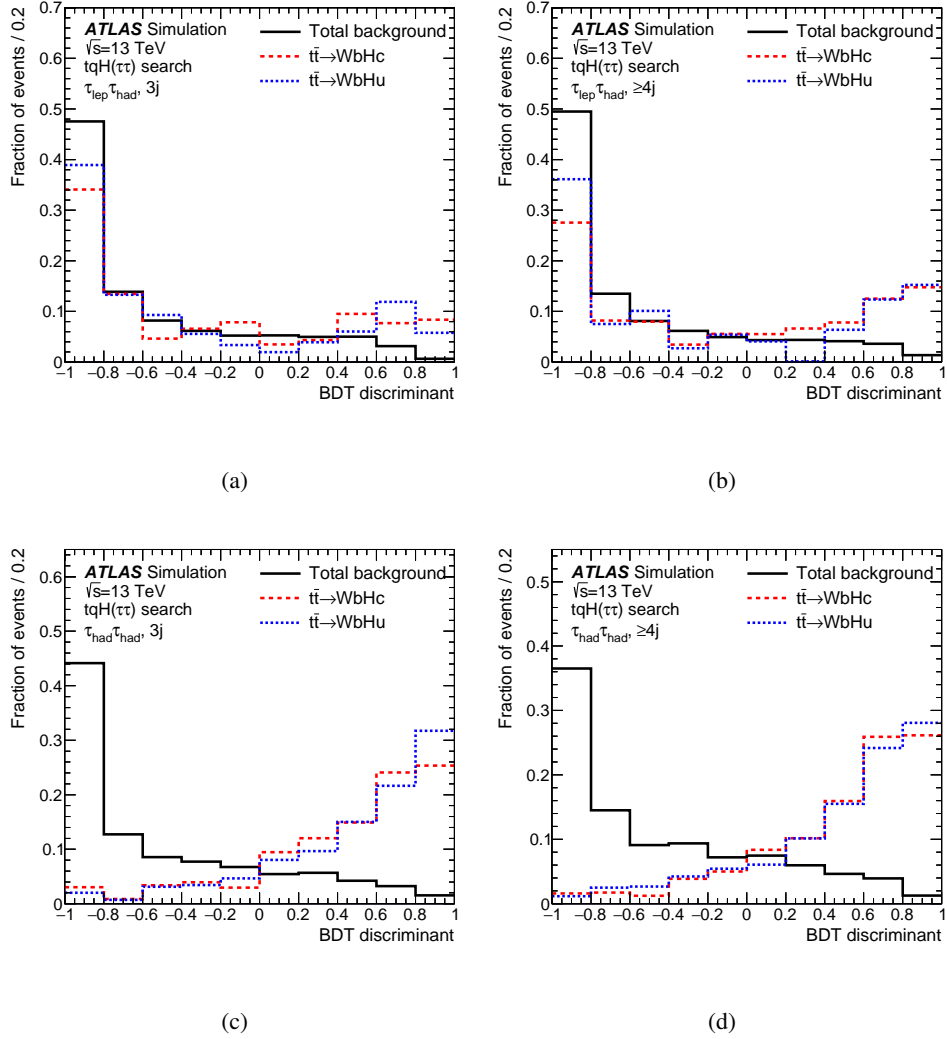 Fraction of events / 0.2
0.7
0.6
0.5
0.4
0.3
0.2
0.1
0
ATLAS Simulation
√s=13 TeV
tqH(ττ) search
τlepτhad, 3j
Total background
tt̄→WbHc
tt̄→WbHu
−1 −0.8 −0.6 −0.4 −0.2 0 0.2 0.4 0.6 0.8 1
BDT discriminant
(a)
Fraction of events / 0.2
0.7
0.6
0.5
0.4
0.3
0.2
0.1
0
ATLAS Simulation
√s=13 TeV
tqH(ττ) search
τlepτhad, ≥4j
Total background
tt̄→WbHc
tt̄→WbHu
−1 −0.8 −0.6 −0.4 −0.2 0 0.2 0.4 0.6 0.8 1
BDT discriminant
(b)
Fraction of events / 0.2
0.6
0.5
0.4
0.3
0.2
0.1
0
ATLAS Simulation
√s=13 TeV
tqH(ττ) search
τhadτhad, 3j
Total background
tt̄→WbHc
tt̄→WbHu
−1 −0.8 −0.6 −0.4 −0.2 0 0.2 0.4 0.6 0.8 1
BDT discriminant
(c)
Fraction of events / 0.2
0.5
0.4
0.3
0.2
0.1
0
ATLAS Simulation
√s=13 TeV
tqH(ττ) search
τhadτhad, ≥4j
Total background
tt̄→WbHc
tt̄→WbHu
−1 −0.8 −0.6 −0.4 −0.2 0 0.2 0.4 0.6 0.8 1
BDT discriminant
(d)